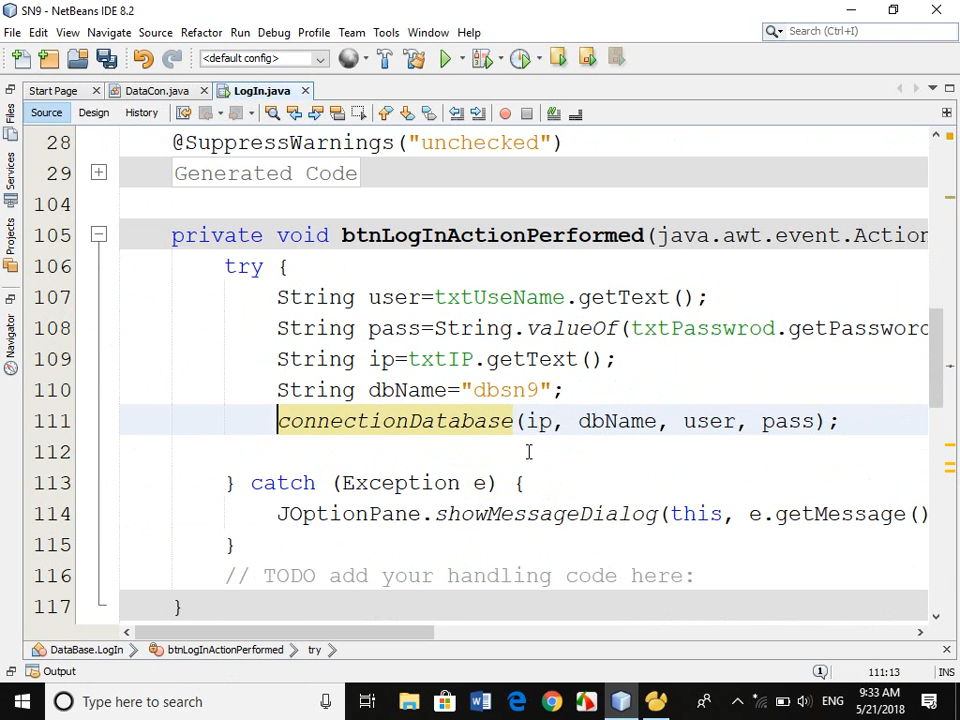 SN9 - NetBeans IDE 8.2
File Edit View Navigate Source Refactor Run Debug Profile Team Tools Window Help
Search (Ctrl+I)
<default config>
Start Page DataCon.java LogIn.java
Source Design History
Files
Services
Projects
Navigator
28 @SuppressWarnings("unchecked")
29 Generated Code
104
105 private void btnLogInActionPerformed(java.awt.event.Action
106 try {
107 String user=txtUseName.getText();
108 String pass=String.valueOf(txtPasswrod.getPassword
109 String ip=txtIP.getText();
110 String dbName="dbsn9";
111 connectionDatabase(ip, dbName, user, pass);
112
113 } catch (Exception e) {
114 JOptionPane.showMessageDialog(this, e.getMessage()
115 }
116 // TODO add your handling code here:
117 }
DataBase.LogIn btnLogInActionPerformed try
Output 1 111:13 INS
Type here to search ENG 9:33 AM
5/21/2018